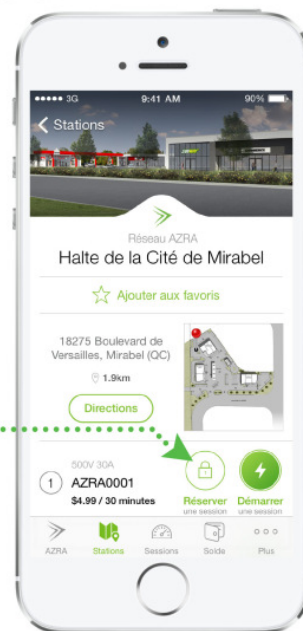 3G 9:41 AM 90%
Stations
Réseau AZRA
Halte de la Cité de Mirabel
Ajouter aux favoris
18275 Boulevard de
Versailles, Mirabel (QC)
1.9km
Directions
500V 30A
1 AZRA0001
$4.99 / 30 minutes
Réserver
une session
Démarrer
une session
AZRA Stations Sessions Solde Plus